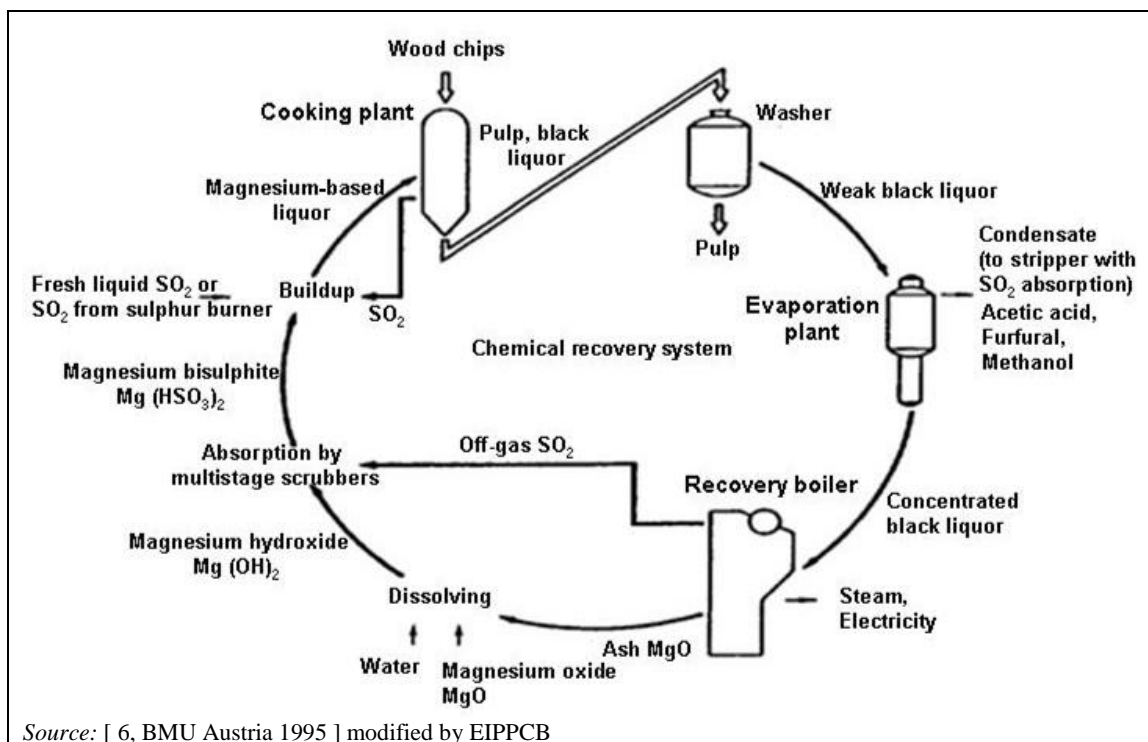 Wood chips
Cooking plant
Pulp, black
liquor
Washer
Magnesium-based
liquor
Weak black liquor
Pulp
Condensate
(to stripper with
SO₂ absorption)
Acetic acid,
Furfural,
Methanol
Fresh liquid SO₂ or
SO₂ from sulphur burner
Buildup
SO₂
Evaporation
plant
Chemical recovery system
Magnesium bisulphite
Mg (HSO₃)₂
Off-gas SO₂
Absorption by
multistage scrubbers
Recovery boiler
Concentrated
black liquor
Magnesium hydroxide
Mg (OH)₂
Dissolving
Steam,
Electricity
Ash MgO
Water
Magnesium oxide
MgO
Source: [ 6, BMU Austria 1995 ] modified by EIPPCB